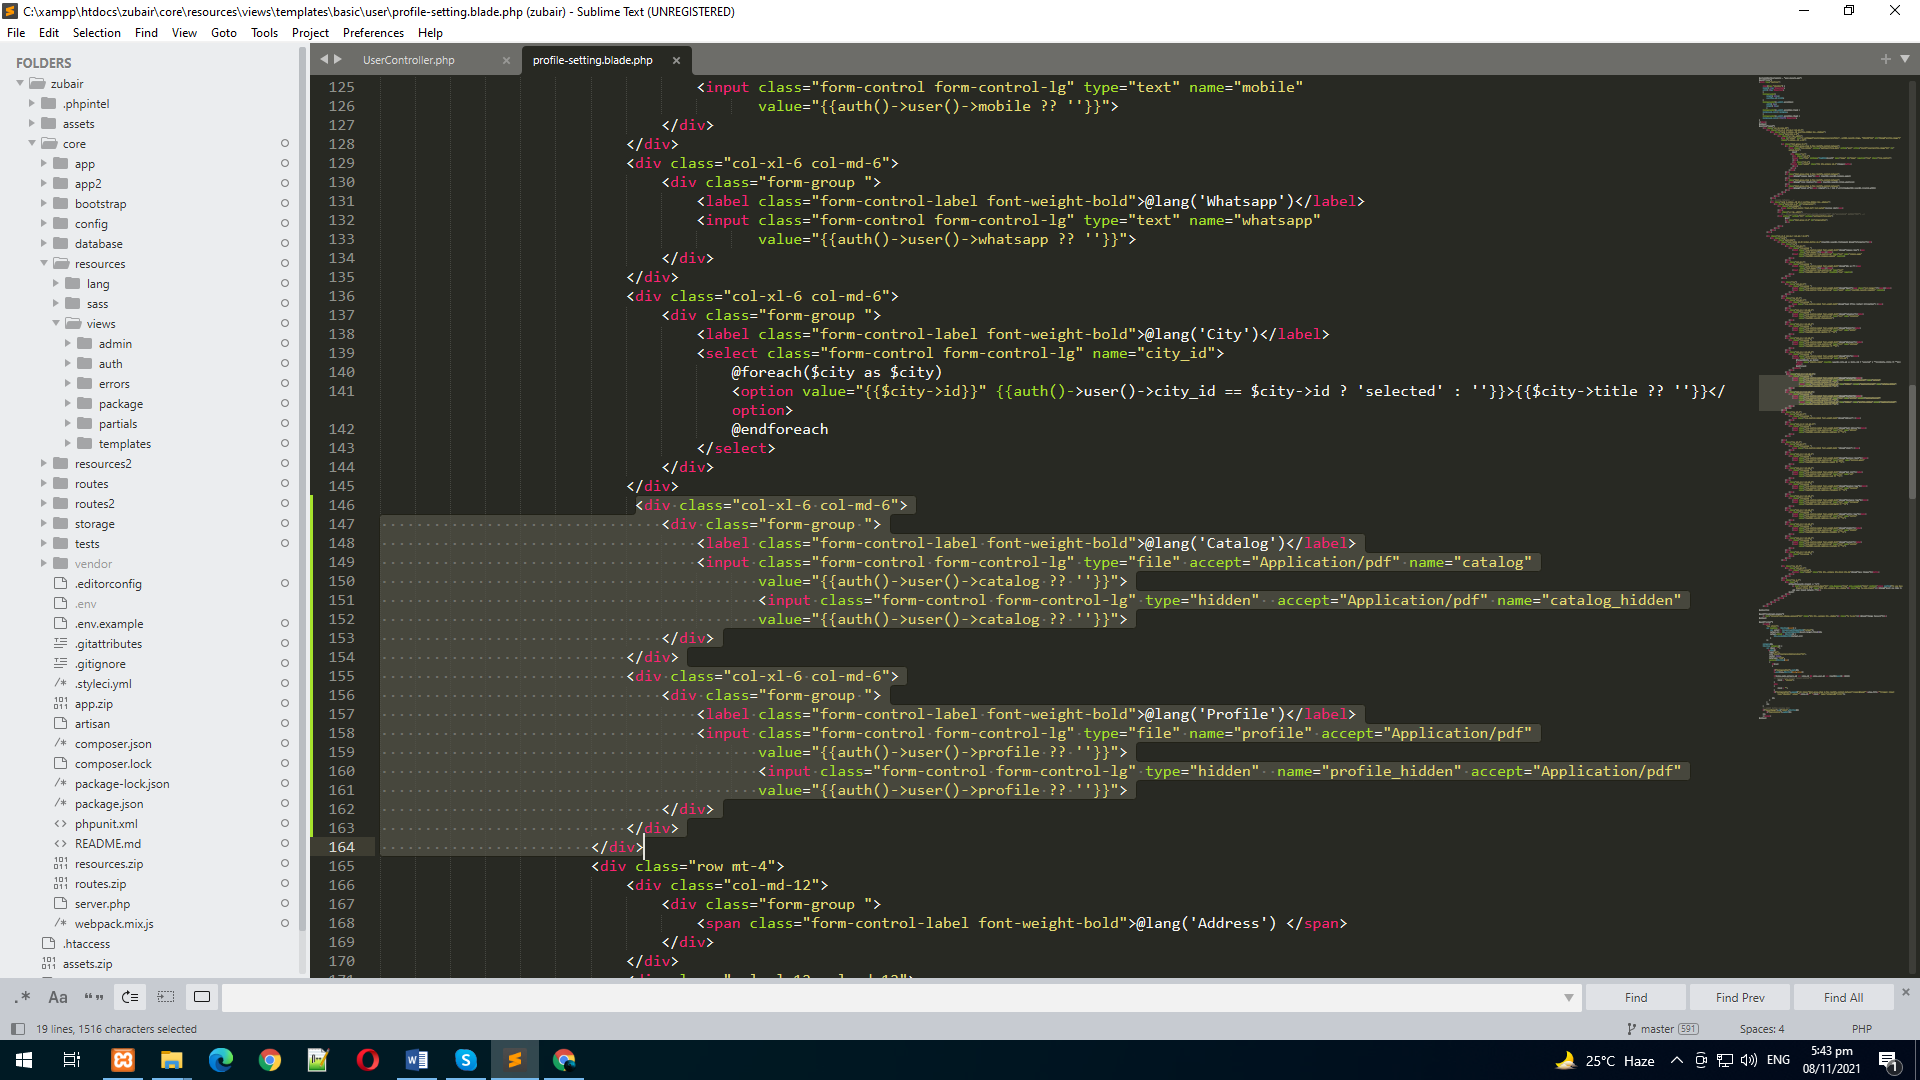 C:\xampp\htdocs\zubair\core\resources\views\templates\basic\user\profile-setting.blade.php (zubair) - Sublime Text (UNREGISTERED)
File Edit Selection Find View Goto Tools Project Preferences Help
FOLDERS
zubair
.phpintel
assets
core
app
app2
bootstrap
config
database
resources
lang
sass
views
admin
auth
errors
package
partials
templates
resources2
routes
routes2
storage
tests
vendor
.editorconfig
.env
.env.example
.gitattributes
.gitignore
.styleci.yml
app.zip
artisan
composer.json
composer.lock
package-lock.json
package.json
phpunit.xml
README.md
resources.zip
routes.zip
server.php
webpack.mix.js
.htaccess
assets.zip
UserController.php
profile-setting.blade.php
125 <input class="form-control form-control-lg" type="text" name="mobile"
126 value="{{auth()->user()->mobile ?? ''}}">
127 </div>
128 </div>
129 <div class="col-xl-6 col-md-6">
130 <div class="form-group ">
131 <label class="form-control-label font-weight-bold">@lang('Whatsapp')</label>
132 <input class="form-control form-control-lg" type="text" name="whatsapp"
133 value="{{auth()->user()->whatsapp ?? ''}}">
134 </div>
135 </div>
136 <div class="col-xl-6 col-md-6">
137 <div class="form-group ">
138 <label class="form-control-label font-weight-bold">@lang('City')</label>
139 <select class="form-control form-control-lg" name="city_id">
140 @foreach($city as $city)
141 <option value="{{$city->id}}" {{auth()->user()->city_id == $city->id ? 'selected' : ''}}>{{$city->title ?? ''}}</
option>
142 @endforeach
143 </select>
144 </div>
145 </div>
146 <div class="col-xl-6 col-md-6">
147 <div class="form-group ">
148 <label class="form-control-label font-weight-bold">@lang('Catalog')</label>
149 <input class="form-control form-control-lg" type="file" accept="Application/pdf" name="catalog"
150 value="{{auth()->user()->catalog ?? ''}}">
151 <input class="form-control form-control-lg" type="hidden"  accept="Application/pdf" name="catalog_hidden"
152 value="{{auth()->user()->catalog ?? ''}}">
153 </div>
154 </div>
155 <div class="col-xl-6 col-md-6">
156 <div class="form-group ">
157 <label class="form-control-label font-weight-bold">@lang('Profile')</label>
158 <input class="form-control form-control-lg" type="file" name="profile" accept="Application/pdf"
159 value="{{auth()->user()->profile ?? ''}}">
160 <input class="form-control form-control-lg" type="hidden"  name="profile_hidden" accept="Application/pdf"
161 value="{{auth()->user()->profile ?? ''}}">
162 </div>
163 </div>
164 </div>
165 <div class="row mt-4">
166 <div class="col-md-12">
167 <div class="form-group ">
168 <span class="form-control-label font-weight-bold">@lang('Address') </span>
169 </div>
170 </div>
Find Find Prev Find All
19 lines, 1516 characters selected
master 591 Spaces: 4 PHP
25°C Haze
ENG
5:43 pm
08/11/2021
1